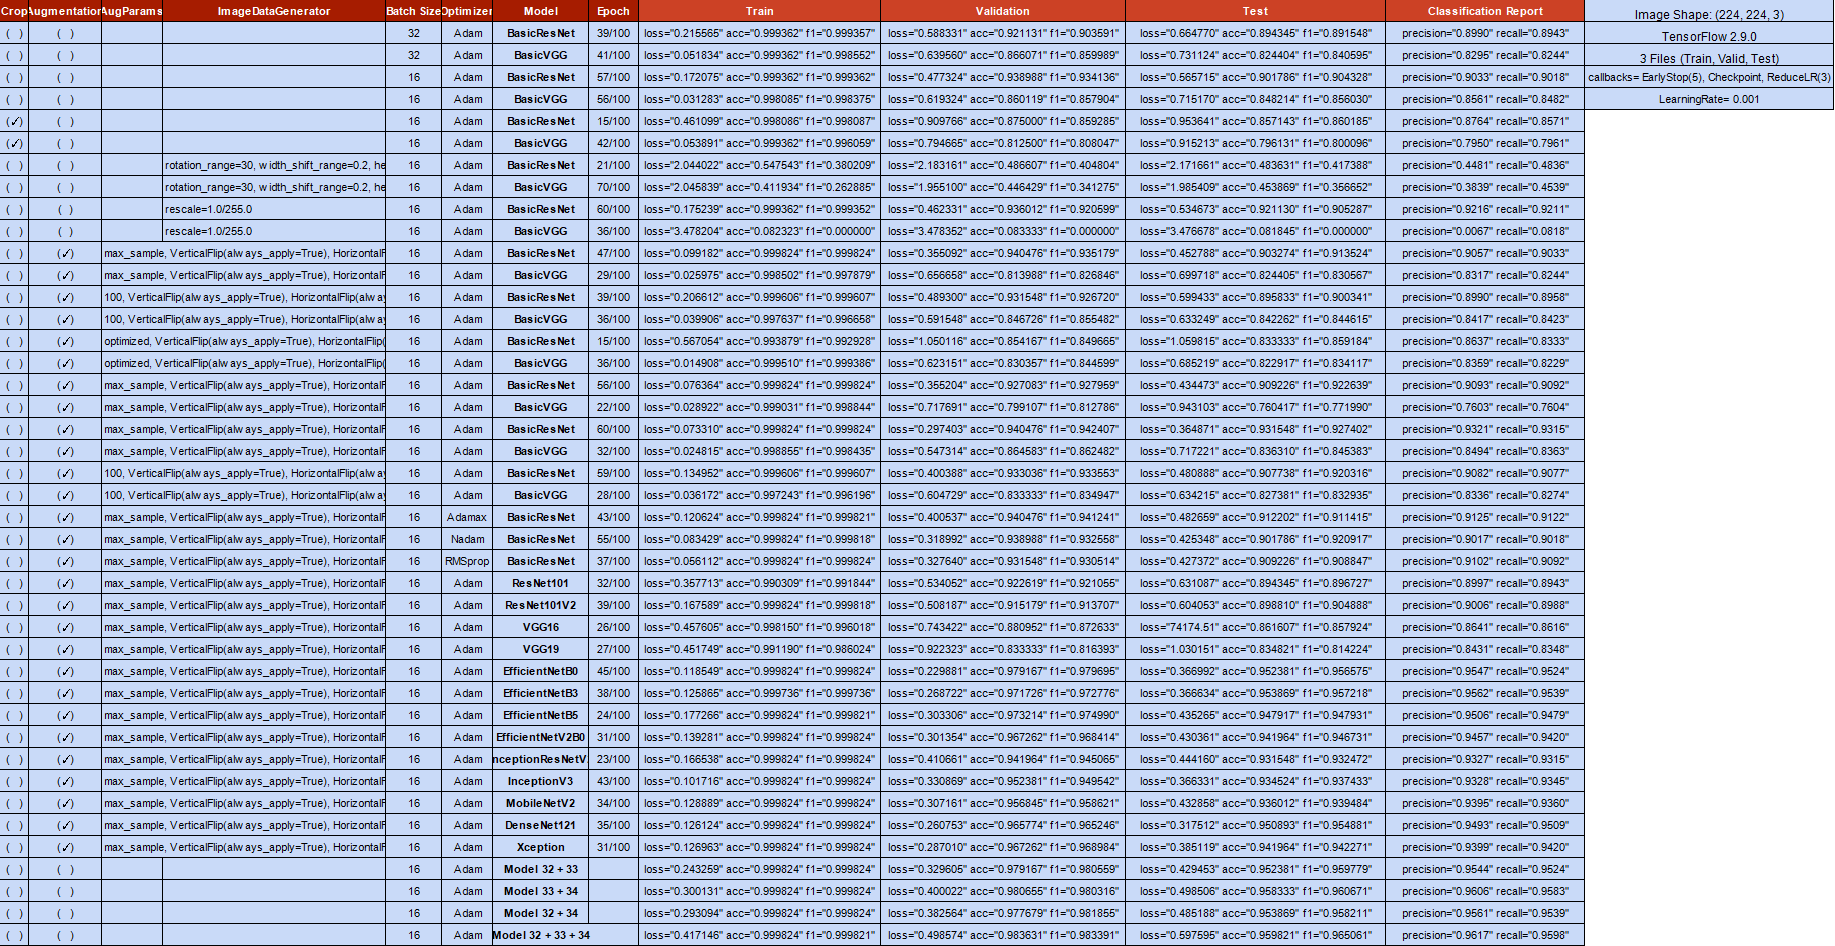 Crop Augmentation AugParams ImageDataGenerator Batch Size Optimizer Model Epoch Train Validation Test Classification Report Image Shape: (224, 224, 3)
( ) ( ) 32 Adam BasicResNet 39/100 loss="0.215565" acc="0.999362" f1="0.999357" loss="0.588331" acc="0.921131" f1="0.903591" loss="0.664770" acc="0.894345" f1="0.891548" precision="0.8990" recall="0.8943" TensorFlow 2.9.0
( ) ( ) 32 Adam BasicVGG 41/100 loss="0.051834" acc="0.999362" f1="0.998552" loss="0.639560" acc="0.866071" f1="0.859989" loss="0.731124" acc="0.824404" f1="0.840595" precision="0.8295" recall="0.8244" 3 Files (Train, Valid, Test)
( ) ( ) 16 Adam BasicResNet 57/100 loss="0.172075" acc="0.999362" f1="0.999362" loss="0.477324" acc="0.938988" f1="0.934136" loss="0.565715" acc="0.901786" f1="0.904328" precision="0.9033" recall="0.9018" callbacks= EarlyStop(5), Checkpoint, ReduceLR(3)
( ) ( ) 16 Adam BasicVGG 56/100 loss="0.031283" acc="0.998085" f1="0.998375" loss="0.619324" acc="0.860119" f1="0.857904" loss="0.715170" acc="0.848214" f1="0.856030" precision="0.8561" recall="0.8482" LearningRate= 0.001
(✓) ( ) 16 Adam BasicResNet 15/100 loss="0.461099" acc="0.998086" f1="0.998087" loss="0.909766" acc="0.875000" f1="0.859285" loss="0.953641" acc="0.857143" f1="0.860185" precision="0.8764" recall="0.8571"
(✓) ( ) 16 Adam BasicVGG 42/100 loss="0.053891" acc="0.999362" f1="0.996059" loss="0.794665" acc="0.812500" f1="0.808047" loss="0.915213" acc="0.796131" f1="0.800096" precision="0.7950" recall="0.7961"
( ) ( ) rotation_range=30, width_shift_range=0.2, he 16 Adam BasicResNet 21/100 loss="2.044022" acc="0.547543" f1="0.380209" loss="2.183161" acc="0.486607" f1="0.404804" loss="2.171661" acc="0.483631" f1="0.417388" precision="0.4481" recall="0.4836"
( ) ( ) rotation_range=30, width_shift_range=0.2, he 16 Adam BasicVGG 70/100 loss="2.045839" acc="0.411934" f1="0.262885" loss="1.955100" acc="0.446429" f1="0.341275" loss="1.985409" acc="0.453869" f1="0.356652" precision="0.3839" recall="0.4539"
( ) ( ) rescale=1.0/255.0 16 Adam BasicResNet 60/100 loss="0.175239" acc="0.999362" f1="0.999352" loss="0.462331" acc="0.936012" f1="0.920599" loss="0.534673" acc="0.921130" f1="0.905287" precision="0.9216" recall="0.9211"
( ) ( ) rescale=1.0/255.0 16 Adam BasicVGG 36/100 loss="3.478204" acc="0.082323" f1="0.000000" loss="3.478352" acc="0.083333" f1="0.000000" loss="3.476678" acc="0.081845" f1="0.000000" precision="0.0067" recall="0.0818"
( ) (✓) max_sample, VerticalFlip(always_apply=True), HorizontalF 16 Adam BasicResNet 47/100 loss="0.099182" acc="0.999824" f1="0.999824" loss="0.355092" acc="0.940476" f1="0.935179" loss="0.452788" acc="0.903274" f1="0.913524" precision="0.9057" recall="0.9033"
( ) (✓) max_sample, VerticalFlip(always_apply=True), HorizontalF 16 Adam BasicVGG 29/100 loss="0.025975" acc="0.998502" f1="0.997879" loss="0.656658" acc="0.813988" f1="0.826846" loss="0.699718" acc="0.824405" f1="0.830567" precision="0.8317" recall="0.8244"
( ) (✓) 100, VerticalFlip(always_apply=True), HorizontalFlip(alway 16 Adam BasicResNet 39/100 loss="0.206612" acc="0.999606" f1="0.999607" loss="0.489300" acc="0.931548" f1="0.926720" loss="0.599433" acc="0.895833" f1="0.900341" precision="0.8990" recall="0.8958"
( ) (✓) 100, VerticalFlip(always_apply=True), HorizontalFlip(alway 16 Adam BasicVGG 36/100 loss="0.039906" acc="0.997637" f1="0.996658" loss="0.591548" acc="0.846726" f1="0.855482" loss="0.633249" acc="0.842262" f1="0.844615" precision="0.8417" recall="0.8423"
( ) (✓) optimized, VerticalFlip(always_apply=True), HorizontalFlip( 16 Adam BasicResNet 15/100 loss="0.567054" acc="0.993879" f1="0.992928" loss="1.050116" acc="0.854167" f1="0.849665" loss="1.059815" acc="0.833333" f1="0.859184" precision="0.8637" recall="0.8333"
( ) (✓) optimized, VerticalFlip(always_apply=True), HorizontalFlip( 16 Adam BasicVGG 36/100 loss="0.014908" acc="0.999510" f1="0.999386" loss="0.623151" acc="0.830357" f1="0.844599" loss="0.685219" acc="0.822917" f1="0.834117" precision="0.8359" recall="0.8229"
( ) (✓) max_sample, VerticalFlip(always_apply=True), HorizontalF 16 Adam BasicResNet 56/100 loss="0.076364" acc="0.999824" f1="0.999824" loss="0.355204" acc="0.927083" f1="0.927959" loss="0.434473" acc="0.909226" f1="0.922639" precision="0.9093" recall="0.9092"
( ) (✓) max_sample, VerticalFlip(always_apply=True), HorizontalF 16 Adam BasicVGG 22/100 loss="0.028922" acc="0.999031" f1="0.998844" loss="0.717691" acc="0.799107" f1="0.812786" loss="0.943103" acc="0.760417" f1="0.771990" precision="0.7603" recall="0.7604"
( ) (✓) max_sample, VerticalFlip(always_apply=True), HorizontalF 16 Adam BasicResNet 60/100 loss="0.073310" acc="0.999824" f1="0.999824" loss="0.297403" acc="0.940476" f1="0.942407" loss="0.364871" acc="0.931548" f1="0.927402" precision="0.9321" recall="0.9315"
( ) (✓) max_sample, VerticalFlip(always_apply=True), HorizontalF 16 Adam BasicVGG 32/100 loss="0.024815" acc="0.998855" f1="0.998435" loss="0.547314" acc="0.864583" f1="0.862482" loss="0.717221" acc="0.836310" f1="0.845383" precision="0.8494" recall="0.8363"
( ) (✓) 100, VerticalFlip(always_apply=True), HorizontalFlip(alway 16 Adam BasicResNet 59/100 loss="0.134952" acc="0.999606" f1="0.999607" loss="0.400388" acc="0.933036" f1="0.933553" loss="0.480888" acc="0.907738" f1="0.920316" precision="0.9082" recall="0.9077"
( ) (✓) 100, VerticalFlip(always_apply=True), HorizontalFlip(alway 16 Adam BasicVGG 28/100 loss="0.036172" acc="0.997243" f1="0.996196" loss="0.604729" acc="0.833333" f1="0.834947" loss="0.634215" acc="0.827381" f1="0.832935" precision="0.8336" recall="0.8274"
( ) (✓) max_sample, VerticalFlip(always_apply=True), HorizontalF 16 Adamax BasicResNet 43/100 loss="0.120624" acc="0.999824" f1="0.999821" loss="0.400537" acc="0.940476" f1="0.941241" loss="0.482659" acc="0.912202" f1="0.911415" precision="0.9125" recall="0.9122"
( ) (✓) max_sample, VerticalFlip(always_apply=True), HorizontalF 16 Nadam BasicResNet 55/100 loss="0.083429" acc="0.999824" f1="0.999818" loss="0.318992" acc="0.938988" f1="0.932558" loss="0.425348" acc="0.901786" f1="0.920917" precision="0.9017" recall="0.9018"
( ) (✓) max_sample, VerticalFlip(always_apply=True), HorizontalF 16 RMSprop BasicResNet 37/100 loss="0.056112" acc="0.999824" f1="0.999824" loss="0.327640" acc="0.931548" f1="0.930514" loss="0.427372" acc="0.909226" f1="0.908847" precision="0.9102" recall="0.9092"
( ) (✓) max_sample, VerticalFlip(always_apply=True), HorizontalF 16 Adam ResNet101 32/100 loss="0.357713" acc="0.990309" f1="0.991844" loss="0.534052" acc="0.922619" f1="0.921055" loss="0.631087" acc="0.894345" f1="0.896727" precision="0.8997" recall="0.8943"
( ) (✓) max_sample, VerticalFlip(always_apply=True), HorizontalF 16 Adam ResNet101V2 39/100 loss="0.167589" acc="0.999824" f1="0.999818" loss="0.508187" acc="0.915179" f1="0.913707" loss="0.604053" acc="0.898810" f1="0.904888" precision="0.9006" recall="0.8988"
( ) (✓) max_sample, VerticalFlip(always_apply=True), HorizontalF 16 Adam VGG16 26/100 loss="0.457605" acc="0.998150" f1="0.996018" loss="0.743422" acc="0.880952" f1="0.872633" loss="74174.51" acc="0.861607" f1="0.857924" precision="0.8641" recall="0.8616"
( ) (✓) max_sample, VerticalFlip(always_apply=True), HorizontalF 16 Adam VGG19 27/100 loss="0.451749" acc="0.991190" f1="0.986024" loss="0.922323" acc="0.833333" f1="0.816393" loss="1.030151" acc="0.834821" f1="0.814224" precision="0.8431" recall="0.8348"
( ) (✓) max_sample, VerticalFlip(always_apply=True), HorizontalF 16 Adam EfficientNetB0 45/100 loss="0.118549" acc="0.999824" f1="0.999824" loss="0.229881" acc="0.979167" f1="0.979695" loss="0.366992" acc="0.952381" f1="0.956575" precision="0.9547" recall="0.9524"
( ) (✓) max_sample, VerticalFlip(always_apply=True), HorizontalF 16 Adam EfficientNetB3 38/100 loss="0.125865" acc="0.999736" f1="0.999736" loss="0.268722" acc="0.971726" f1="0.972776" loss="0.366634" acc="0.953869" f1="0.957218" precision="0.9562" recall="0.9539"
( ) (✓) max_sample, VerticalFlip(always_apply=True), HorizontalF 16 Adam EfficientNetB5 24/100 loss="0.177266" acc="0.999824" f1="0.999821" loss="0.303306" acc="0.973214" f1="0.974990" loss="0.435265" acc="0.947917" f1="0.947931" precision="0.9506" recall="0.9479"
( ) (✓) max_sample, VerticalFlip(always_apply=True), HorizontalF 16 Adam EfficientNetV2B0 31/100 loss="0.139281" acc="0.999824" f1="0.999824" loss="0.301354" acc="0.967262" f1="0.968414" loss="0.430361" acc="0.941964" f1="0.946731" precision="0.9457" recall="0.9420"
( ) (✓) max_sample, VerticalFlip(always_apply=True), HorizontalF 16 Adam nceptionResNetV 23/100 loss="0.166538" acc="0.999824" f1="0.999824" loss="0.410661" acc="0.941964" f1="0.945065" loss="0.444160" acc="0.931548" f1="0.932472" precision="0.9327" recall="0.9315"
( ) (✓) max_sample, VerticalFlip(always_apply=True), HorizontalF 16 Adam InceptionV3 43/100 loss="0.101716" acc="0.999824" f1="0.999824" loss="0.330869" acc="0.952381" f1="0.949542" loss="0.366331" acc="0.934524" f1="0.937433" precision="0.9328" recall="0.9345"
( ) (✓) max_sample, VerticalFlip(always_apply=True), HorizontalF 16 Adam MobileNetV2 34/100 loss="0.128889" acc="0.999824" f1="0.999824" loss="0.307161" acc="0.956845" f1="0.958621" loss="0.432858" acc="0.936012" f1="0.939484" precision="0.9395" recall="0.9360"
( ) (✓) max_sample, VerticalFlip(always_apply=True), HorizontalF 16 Adam DenseNet121 35/100 loss="0.126124" acc="0.999824" f1="0.999824" loss="0.260753" acc="0.965774" f1="0.965246" loss="0.317512" acc="0.950893" f1="0.954881" precision="0.9493" recall="0.9509"
( ) (✓) max_sample, VerticalFlip(always_apply=True), HorizontalF 16 Adam Xception 31/100 loss="0.126963" acc="0.999824" f1="0.999824" loss="0.287010" acc="0.967262" f1="0.968984" loss="0.385119" acc="0.941964" f1="0.942271" precision="0.9399" recall="0.9420"
( ) ( ) 16 Adam Model 32 + 33 loss="0.243259" acc="0.999824" f1="0.999824" loss="0.329605" acc="0.979167" f1="0.980559" loss="0.429453" acc="0.952381" f1="0.959779" precision="0.9544" recall="0.9524"
( ) ( ) 16 Adam Model 33 + 34 loss="0.300131" acc="0.999824" f1="0.999824" loss="0.400022" acc="0.980655" f1="0.980316" loss="0.498506" acc="0.958333" f1="0.960671" precision="0.9606" recall="0.9583"
( ) ( ) 16 Adam Model 32 + 34 loss="0.293094" acc="0.999824" f1="0.999824" loss="0.382564" acc="0.977679" f1="0.981855" loss="0.485188" acc="0.953869" f1="0.958211" precision="0.9561" recall="0.9539"
( ) ( ) 16 Adam Model 32 + 33 + 34 loss="0.417146" acc="0.999824" f1="0.999821" loss="0.498574" acc="0.983631" f1="0.983391" loss="0.597595" acc="0.959821" f1="0.965061" precision="0.9617" recall="0.9598"